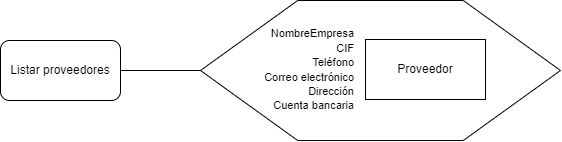 Listar proveedores
NombreEmpresa
CIF
Teléfono
Correo electrónico
Dirección
Cuenta bancaria
Proveedor